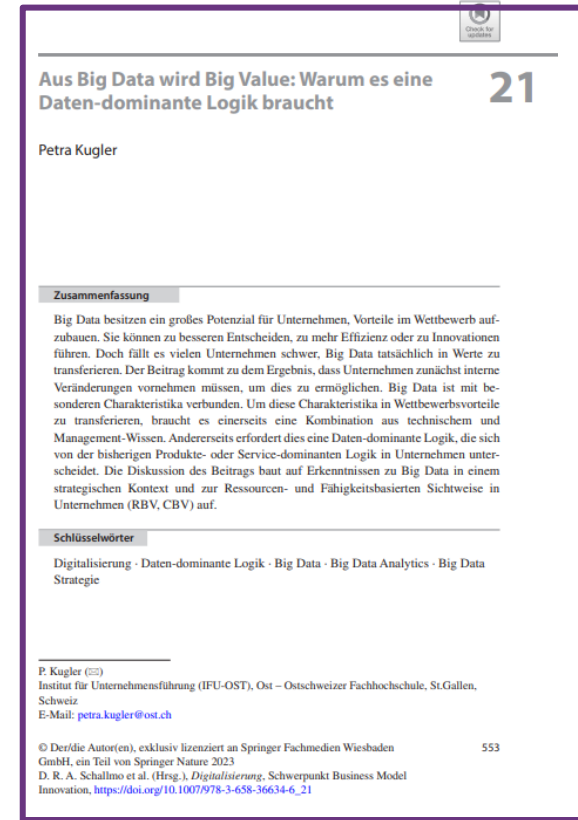 Check for
updates
Aus Big Data wird Big Value: Warum es eine
Daten-dominante Logik braucht
21
Petra Kugler
Zusammenfassung
Big Data besitzen ein großes Potenzial für Unternehmen, Vorteile im Wettbewerb auf-
zubauen. Sie können zu besseren Entscheiden, zu mehr Effizienz oder zu Innovationen
führen. Doch fällt es vielen Unternehmen schwer, Big Data tatsächlich in Werte zu
transferieren. Der Beitrag kommt zu dem Ergebnis, dass Unternehmen zunächst interne
Veränderungen vornehmen müssen, um dies zu ermöglichen. Big Data ist mit be-
sonderen Charakteristika verbunden. Um diese Charakteristika in Wettbewerbsvorteile
zu transferieren, braucht es einerseits eine Kombination aus technischem und
Management-Wissen. Andererseits erfordert dies eine Daten-dominante Logik, die sich
von der bisherigen Produkte- oder Service-dominanten Logik in Unternehmen unter-
scheidet. Die Diskussion des Beitrags baut auf Erkenntnissen zu Big Data in einem
strategischen Kontext und zur Ressourcen- und Fähigkeitsbasierten Sichtweise in
Unternehmen (RBV, CBV) auf.
Schlüsselwörter
Digitalisierung · Daten-dominante Logik · Big Data · Big Data Analytics · Big Data
Strategie
P. Kugler (✉)
Institut für Unternehmensführung (IFU-OST), Ost – Ostschweizer Fachhochschule, St.Gallen,
Schweiz
E-Mail: petra.kugler@ost.ch
© Der/die Autor(en), exklusiv lizenziert an Springer Fachmedien Wiesbaden
553
GmbH, ein Teil von Springer Nature 2023
D. R. A. Schallmo et al. (Hrsg.), Digitalisierung, Schwerpunkt Business Model
Innovation, https://doi.org/10.1007/978-3-658-36634-6_21